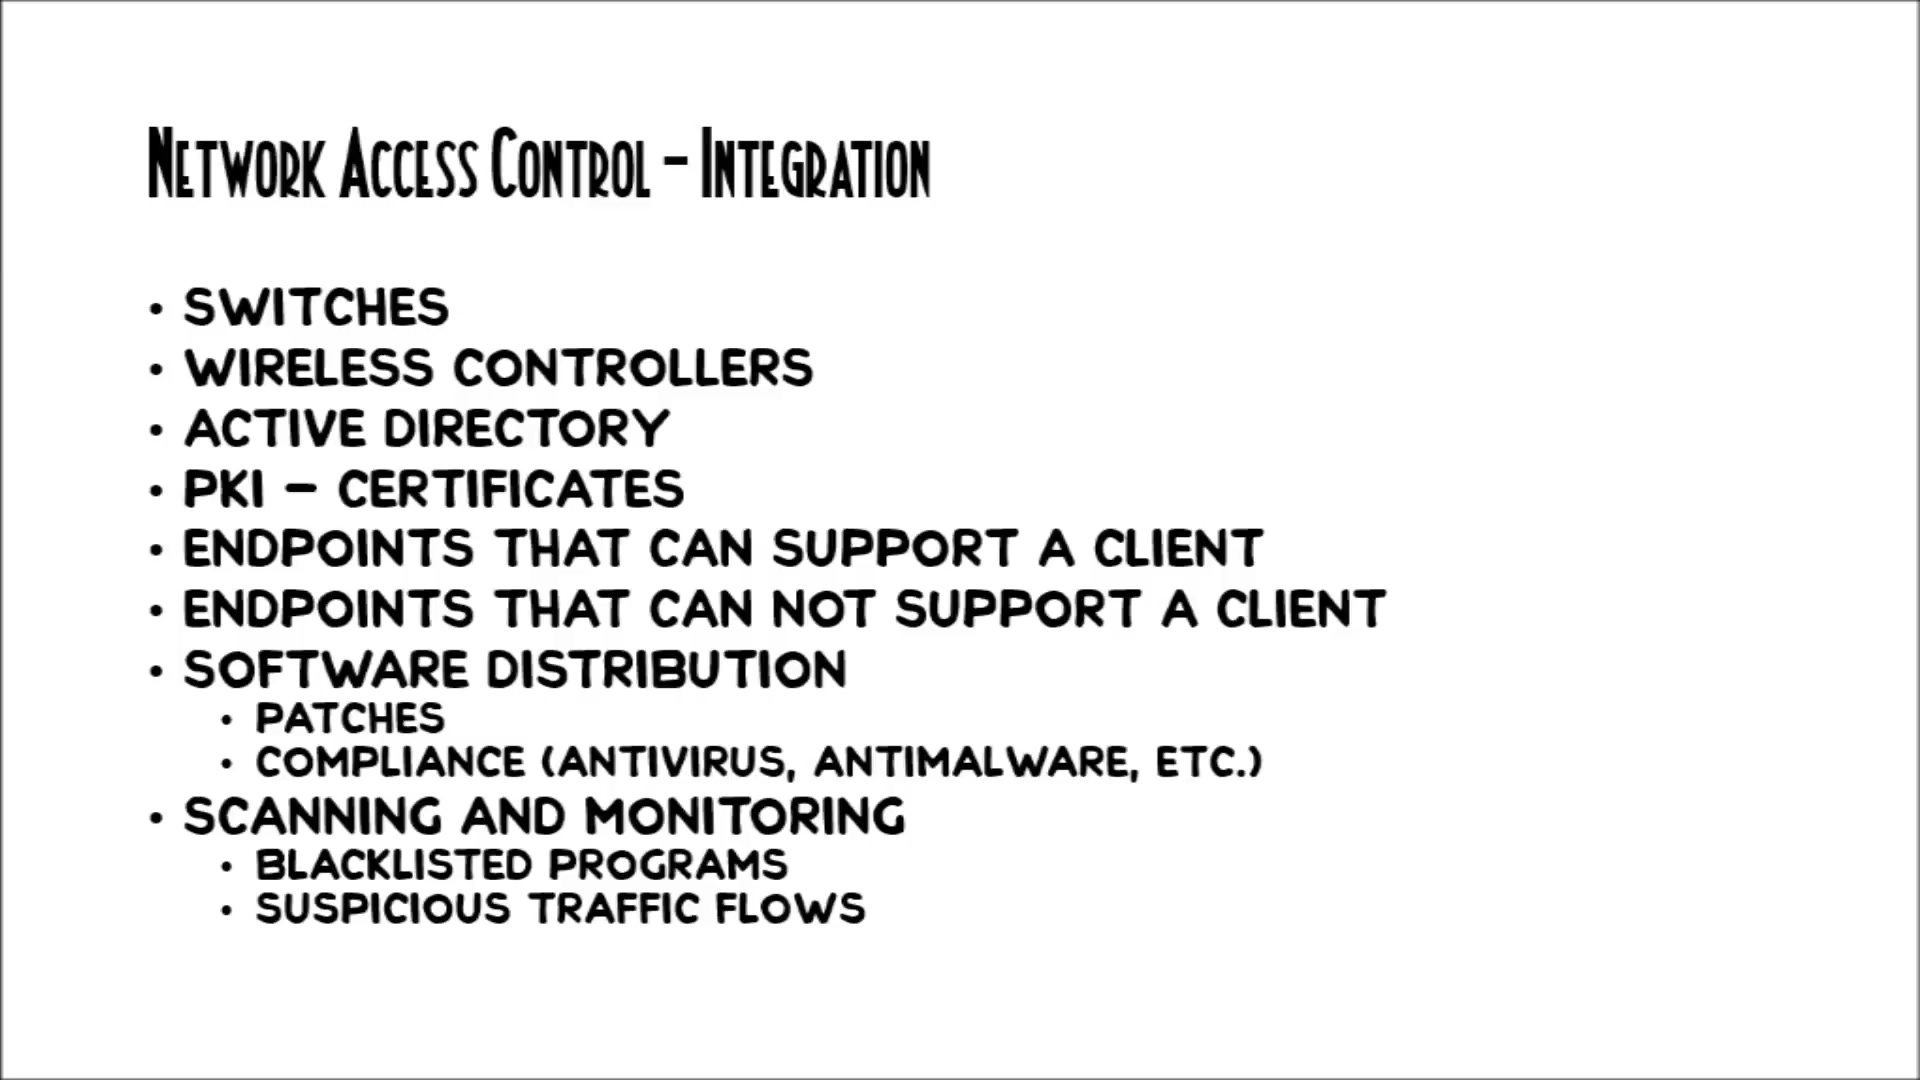 Network Access Control – Integration
• SWITCHES
• WIRELESS CONTROLLERS
• ACTIVE DIRECTORY
• PKI – CERTIFICATES
• ENDPOINTS THAT CAN SUPPORT A CLIENT
• ENDPOINTS THAT CAN NOT SUPPORT A CLIENT
• SOFTWARE DISTRIBUTION
• PATCHES
• COMPLIANCE (ANTIVIRUS, ANTIMALWARE, ETC.)
• SCANNING AND MONITORING
• BLACKLISTED PROGRAMS
• SUSPICIOUS TRAFFIC FLOWS